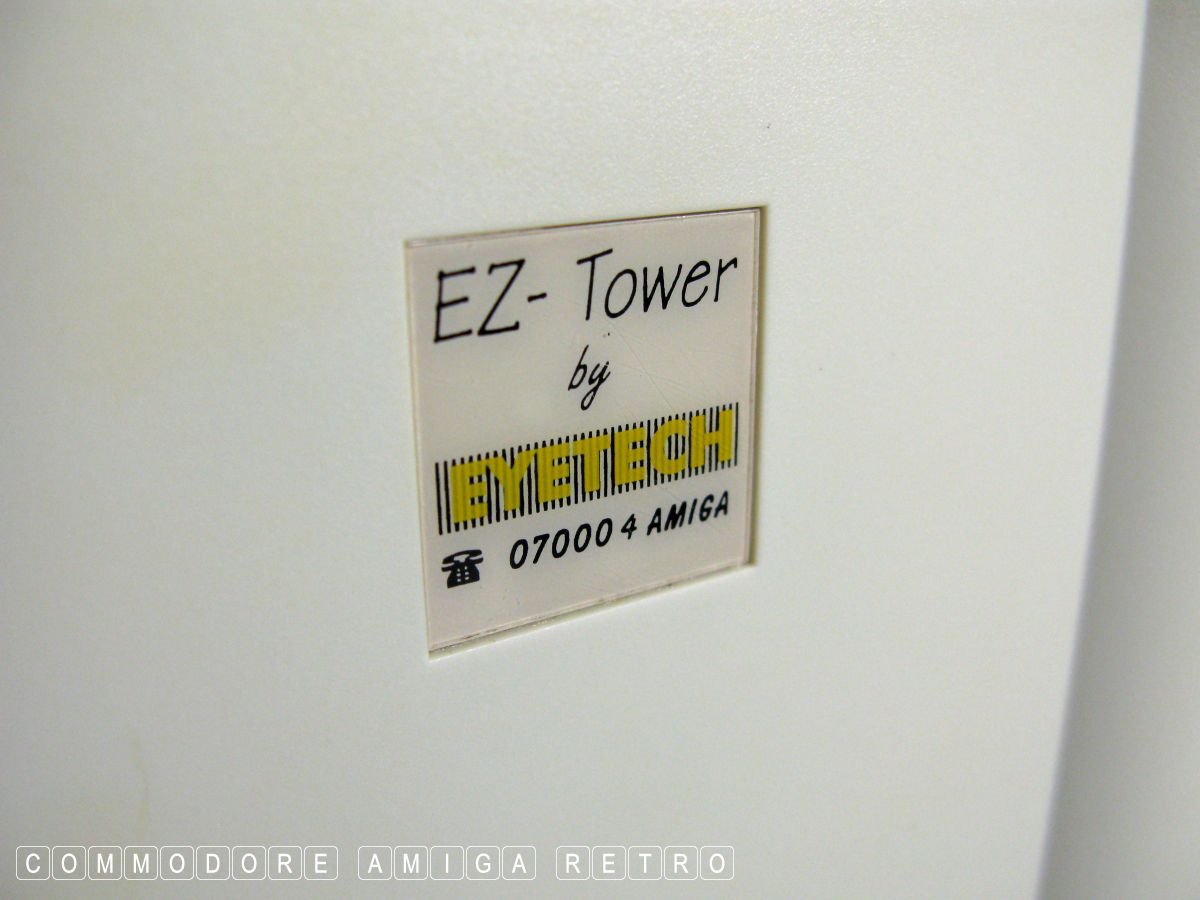 EZ- Tower
by
EYETECH
☎ 07000 4 AMIGA
COMMODORE AMIGA RETRO